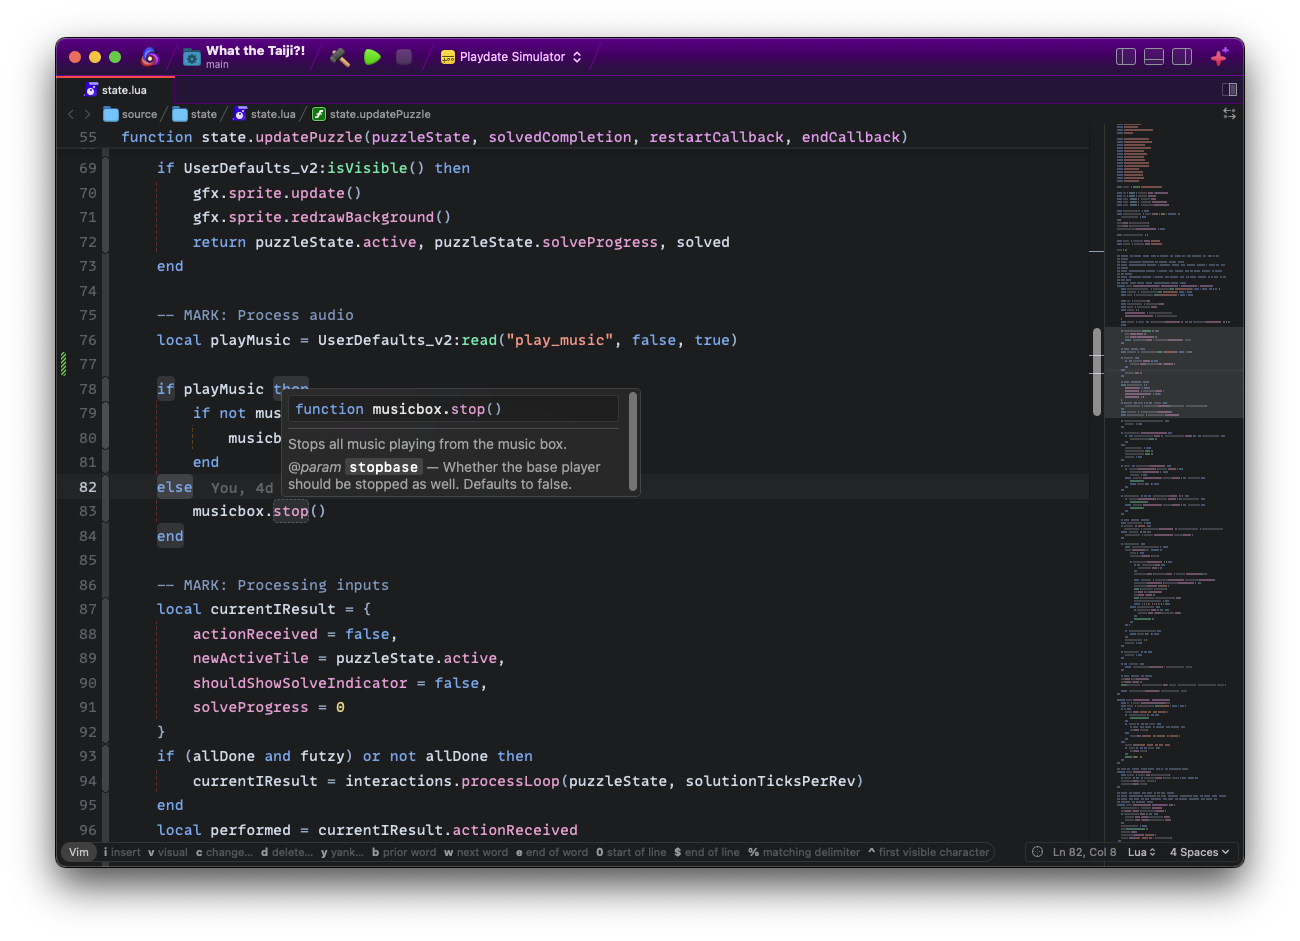 What the Taiji?!
main
Playdate Simulator
state.lua
source
state
state.lua
state.updatePuzzle
55 function state.updatePuzzle(puzzleState, solvedCompletion, restartCallback, endCallback)
69 if UserDefaults_v2:isVisible() then
70 gfx.sprite.update()
71 gfx.sprite.redrawBackground()
72 return puzzleState.active, puzzleState.solveProgress, solved
73 end
74
75 -- MARK: Process audio
76 local playMusic = UserDefaults_v2:read("play_music", false, true)
77
78 if playMusic then
79 if not mus
80 musicb
81 end
82 else You, 4d
83 musicbox.stop()
84 end
85
86 -- MARK: Processing inputs
87 local currentIResult = {
88 actionReceived = false,
89 newActiveTile = puzzleState.active,
90 shouldShowSolveIndicator = false,
91 solveProgress = 0
92 }
93 if (allDone and futzy) or not allDone then
94 currentIResult = interactions.processLoop(puzzleState, solutionTicksPerRev)
95 end
96 local performed = currentIResult.actionReceived
function musicbox.stop()
Stops all music playing from the music box.
@param stopbase — Whether the base player
should be stopped as well. Defaults to false.
Vim i insert v visual c change... d delete... y yank... b prior word w next word e end of word 0 start of line $ end of line % matching delimiter ^ first visible character
Ln 82, Col 8 Lua 4 Spaces